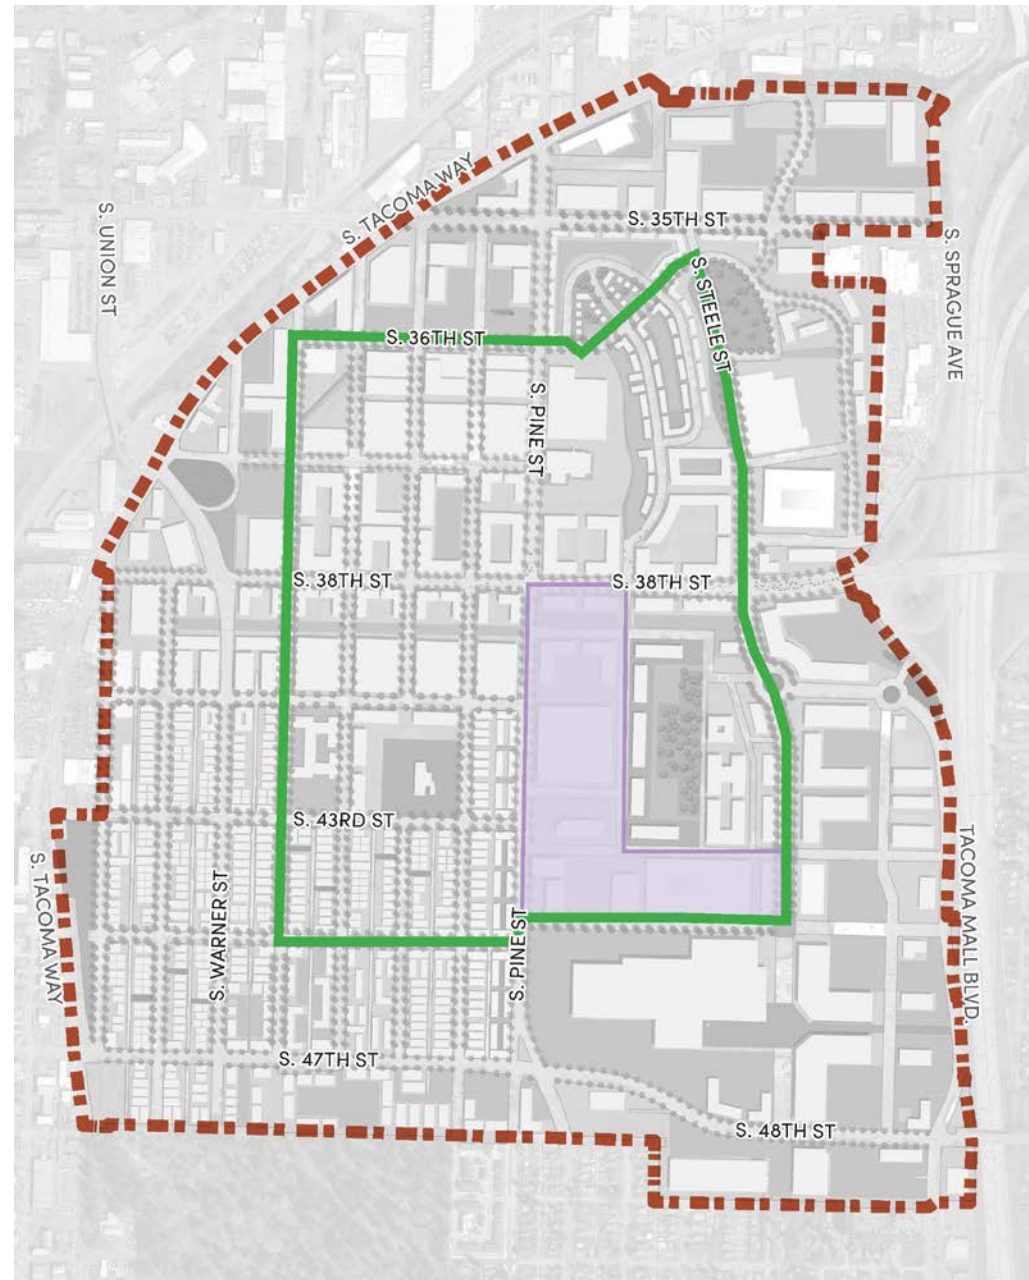 S. TACOMA WAY
S. UNION ST
S. 35TH ST
S. SPRAGUE AVE
S. STEELE ST
S. 36TH ST
S. PINE ST
S. 38TH ST
S. 38TH ST
S. 43RD ST
S. TACOMA WAY
S. WARNER ST
S. PINE ST
TACOMA MALL BLVD.
S. 47TH ST
S. 48TH ST